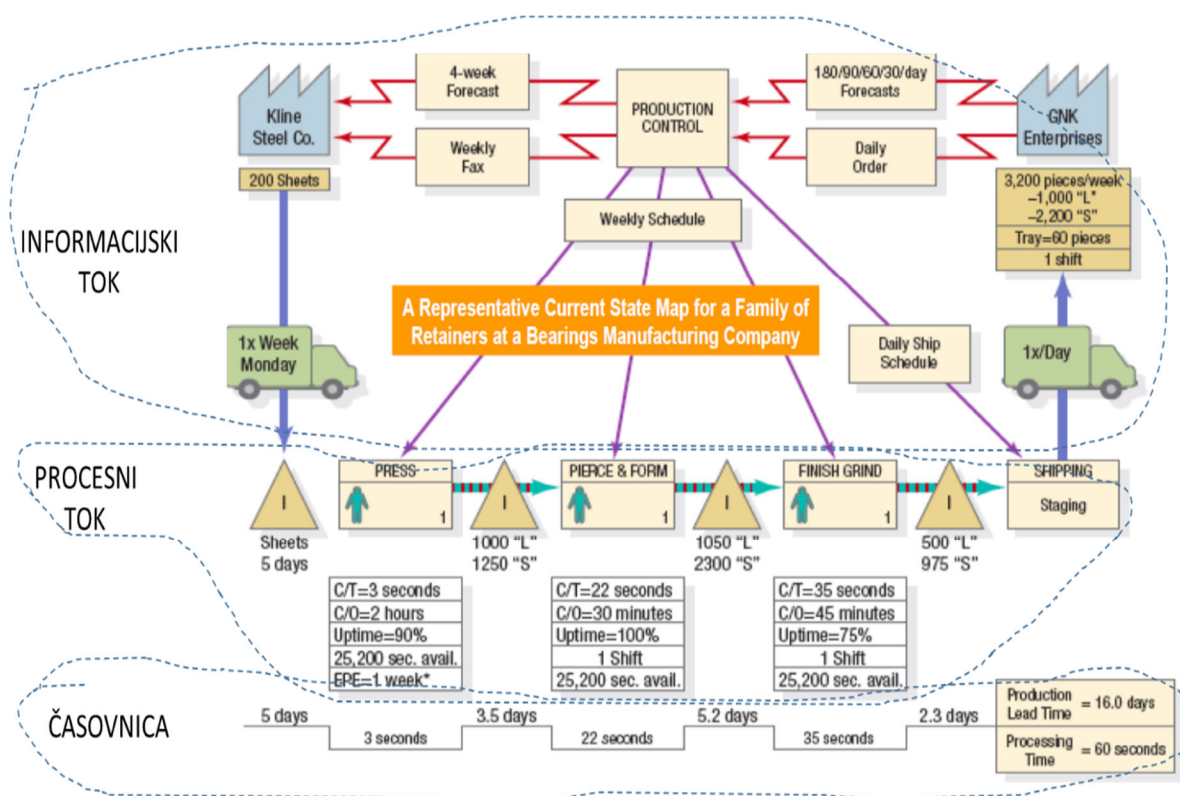 4-week
Forecast
180/90/60/30/day
Forecasts
Kline
Steel Co.
PRODUCTION
CONTROL
GNK
Enterprises
Weekly
Fax
Daily
Order
200 Sheets
3,200 pieces/week
–1,000 “L”
–2,200 “S”
Tray=60 pieces
1 shift
Weekly Schedule
INFORMACIJSKI
TOK
A Representative Current State Map for a Family of
Retainers at a Bearings Manufacturing Company
1x Week
Monday
Daily Ship
Schedule
1x/Day
PROCESNI
TOK
I
PRESS
1
I
PIERCE & FORM
1
I
FINISH GRIND
1
I
SHIPPING
Staging
Sheets
5 days
1000 "L"
1250 "S"
1050 "L"
2300 "S"
500 "L"
975 "S"
C/T=3 seconds
C/O=2 hours
Uptime=90%
25,200 sec. avail.
EPE=1 week*
C/T=22 seconds
C/O=30 minutes
Uptime=100%
1 Shift
25,200 sec. avail.
C/T=35 seconds
C/O=45 minutes
Uptime=75%
1 Shift
25,200 sec. avail.
ČASOVNICA
5 days
3 seconds
3.5 days
22 seconds
5.2 days
35 seconds
2.3 days
Production
Lead Time = 16.0 days
Processing
Time = 60 seconds